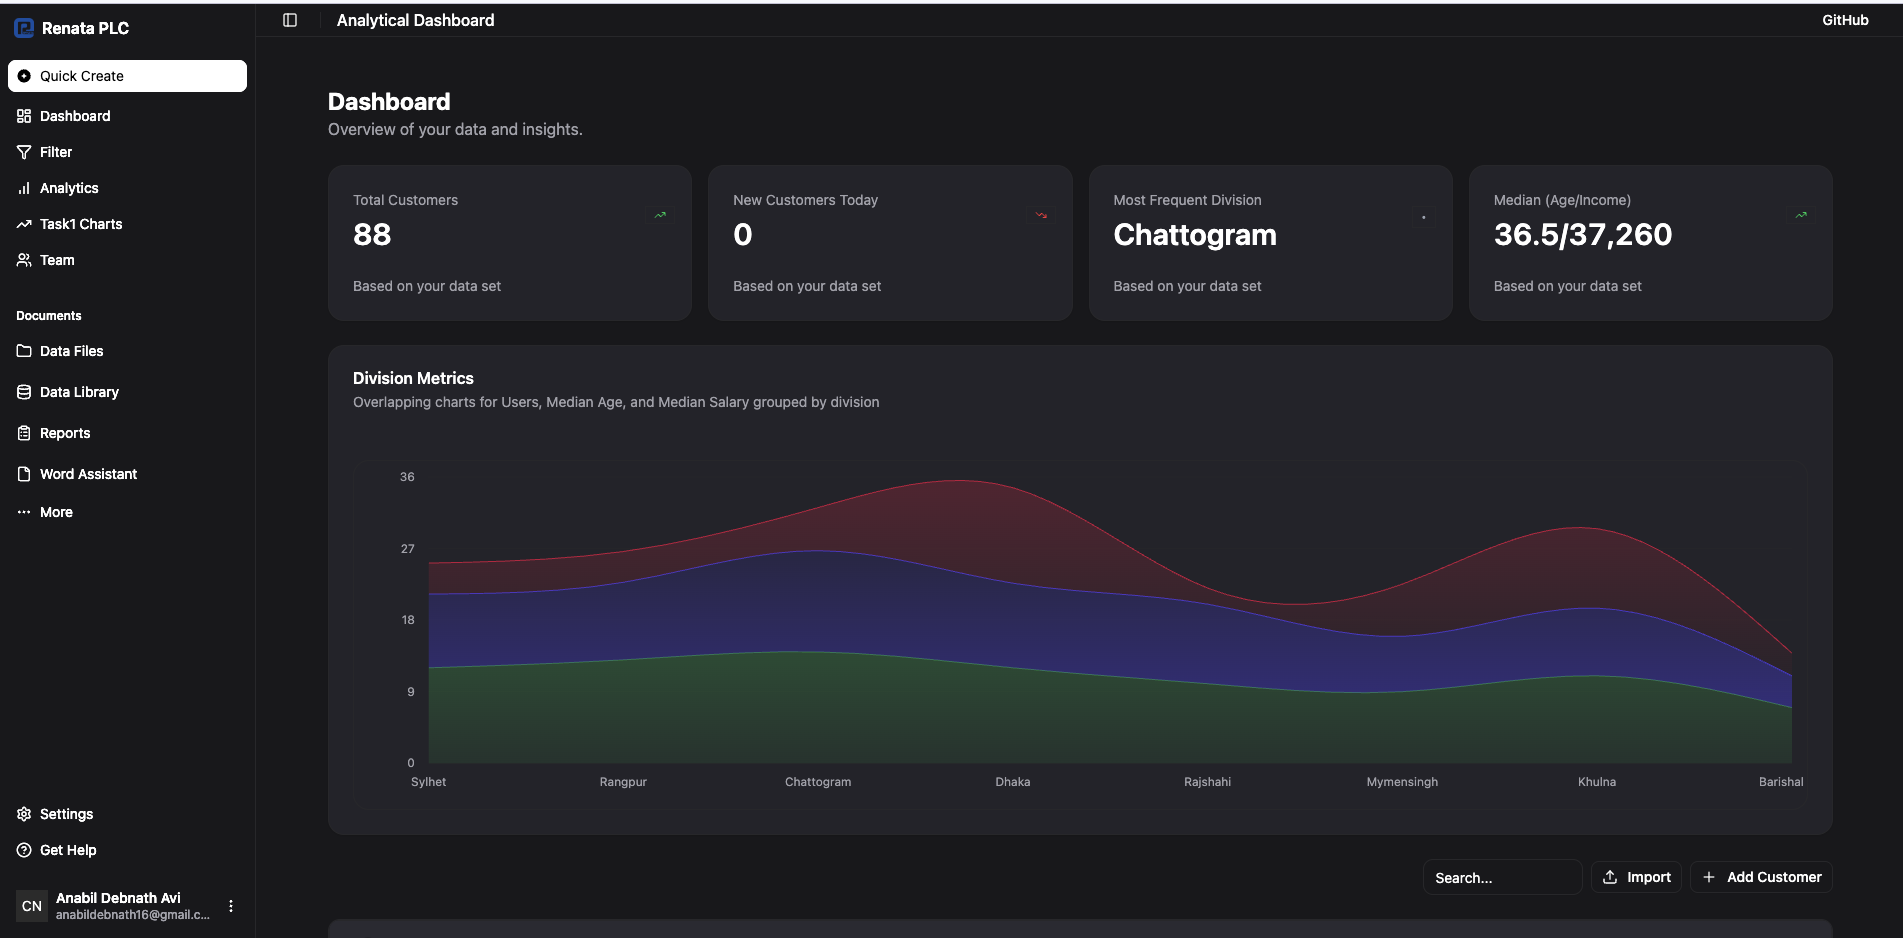 Renata PLC
Quick Create
Dashboard
Filter
Analytics
Task1 Charts
Team
Documents
Data Files
Data Library
Reports
Word Assistant
More
Settings
Get Help
CN
Anabil Debnath Avi
anabildebnath16@gmail.c...
Analytical Dashboard
GitHub
Dashboard
Overview of your data and insights.
Total Customers
88
Based on your data set
New Customers Today
0
Based on your data set
Most Frequent Division
Chattogram
Based on your data set
Median (Age/Income)
36.5/37,260
Based on your data set
Division Metrics
Overlapping charts for Users, Median Age, and Median Salary grouped by division
36
27
18
9
0
Sylhet
Rangpur
Chattogram
Dhaka
Rajshahi
Mymensingh
Khulna
Barishal
Search...
Import
Add Customer